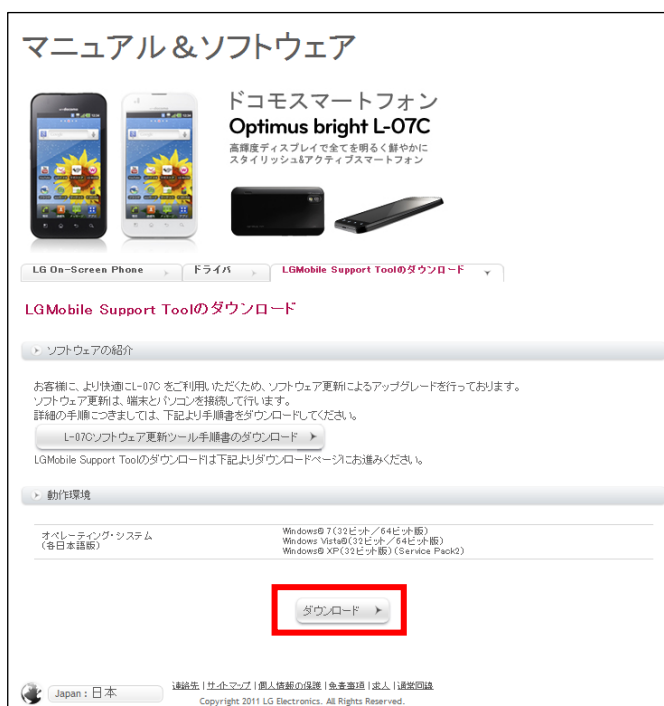 マニュアル&ソフトウェア
ドコモスマートフォン
Optimus bright L-07C
高輝度ディスプレイで全てを明るく鮮やかに
スタイリッシュ&アクティブスマートフォン
LG On-Screen Phone
ドライバ
LGMobile Support Toolのダウンロード
LGMobile Support Toolのダウンロード
ソフトウェアの紹介
お客様に、より快適にL-07C をご利用いただくため、ソフトウェア更新によるアップグレードを行っております。
ソフトウェア更新は、端末とパソコンを接続して行います。
詳細の手順につきましては、下記より手順書をダウンロードしてください。
L-07Cソフトウェア更新ツール手順書のダウンロード
LGMobile Support Toolのダウンロードは下記よりダウンロードページにお進みください。
動作環境
オペレーティング・システム
(各日本語版)
Windows® 7(32ビット/64ビット版)
Windows Vista®(32ビット/64ビット版)
Windows® XP(32ビット版)(Service Pack2)
ダウンロード
Japan : 日本
連絡先 | サイトマップ | 個人情報の保護 | 免責事項 | 求人 | 通常回線
Copyright 2011 LG Electronics. All Rights Reserved.